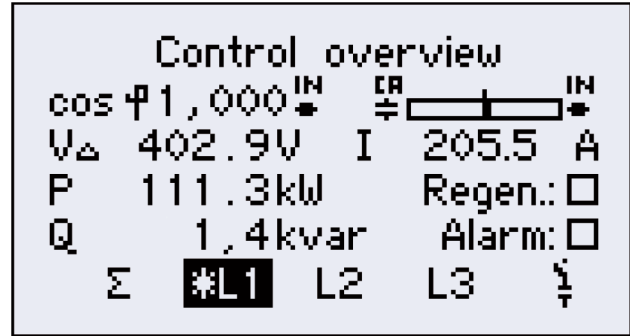 Control overview
cos φ 1,000 IN CA IN
V△ 402.9V I 205.5 A
P 111.3kW Regen.: □
Q 1,4kvar Alarm: □
Σ *L1 L2 L3